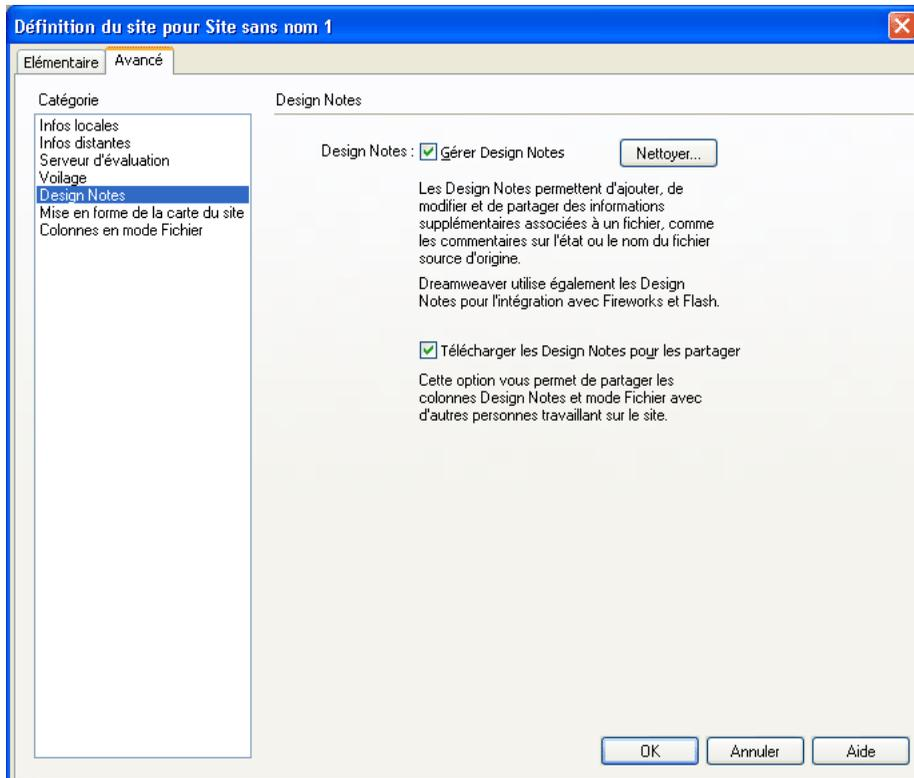 Définition du site pour Site sans nom 1
Elémentaire
Avancé
Catégorie
Infos locales
Infos distantes
Serveur d'évaluation
Voilage
Design Notes
Mise en forme de la carte du site
Colonnes en mode Fichier
Design Notes
Design Notes : Gérer Design Notes
Nettoyer...
Les Design Notes permettent d'ajouter, de
modifier et de partager des informations
supplémentaires associées à un fichier, comme
les commentaires sur l'état ou le nom du fichier
source d'origine.
Dreamweaver utilise également les Design
Notes pour l'intégration avec Fireworks et Flash.
Télécharger les Design Notes pour les partager
Cette option vous permet de partager les
colonnes Design Notes et mode Fichier avec
d'autres personnes travaillant sur le site.
OK
Annuler
Aide